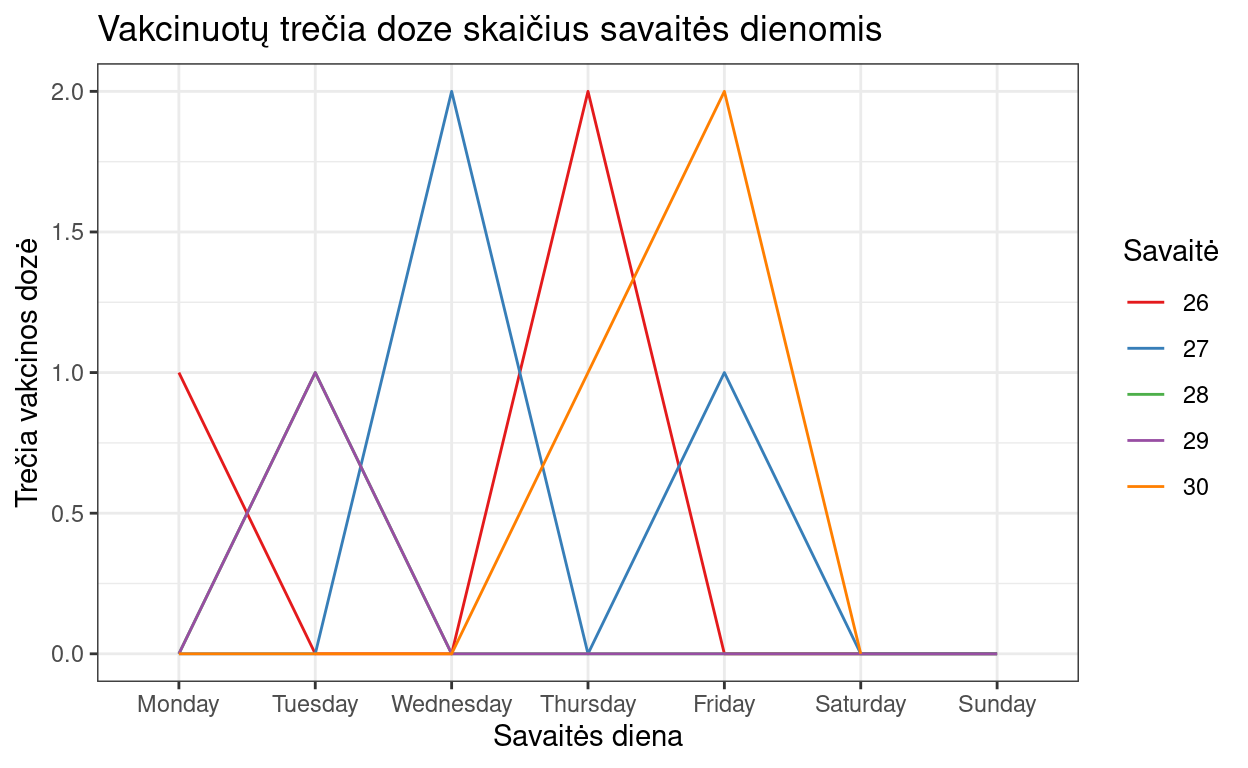 Vakcinuotų trečia doze skaičius savaitės dienomis
Trečia vakcinos dozė
2.0
1.5
1.0
0.5
0.0
Monday
Tuesday
Wednesday
Thursday
Friday
Saturday
Sunday
Savaitės diena
Savaitė
26
27
28
29
30